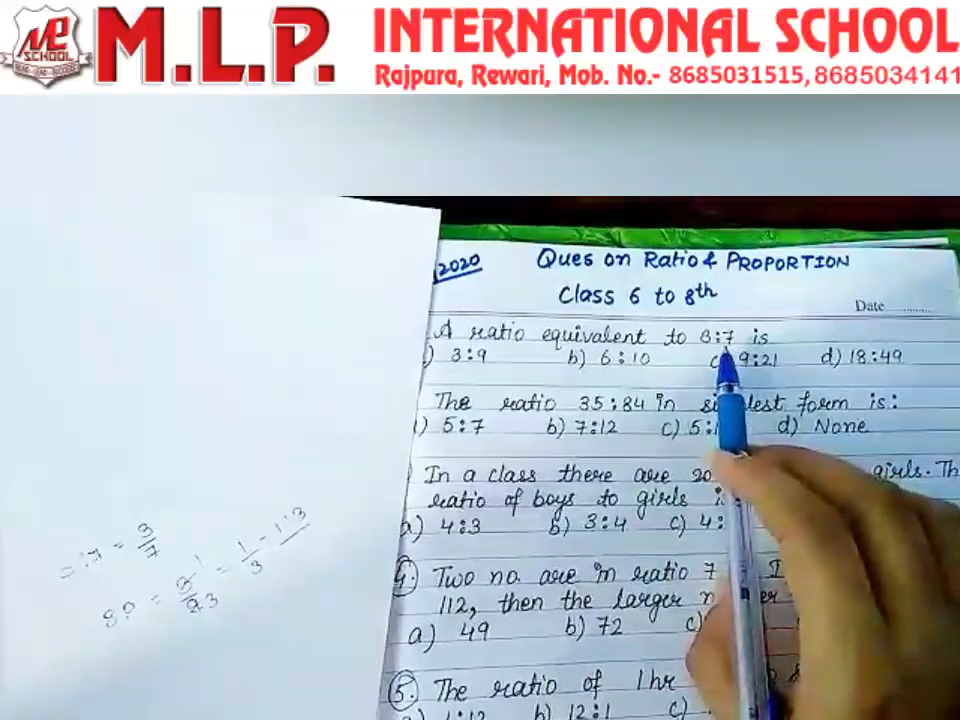 M.L.P.
SCHOOL
INTERNATIONAL SCHOOL
Rajpura, Rewari, Mob. No.- 8685031515, 8685034141
2020
Ques on Ratio & PROPORTION
Class 6 to 8th
Date
A ratio equivalent to 3:7 is
) 3:9 b) 6:10 c) 9:21 d) 18:49
The ratio 35:84 in form is:
) 5:7 b) 7:12 c) 5:1 d) None
In a class there are 20 girls. Th
ratio of boys to girls
a) 4:3 b) 3:4 c) 4:
4. Two no. are in ratio 7
112, then the larger
a) 49 b) 72 c)
5. The ratio of 1hr
1:12 b) 12:1 c)
:7 = 3/7